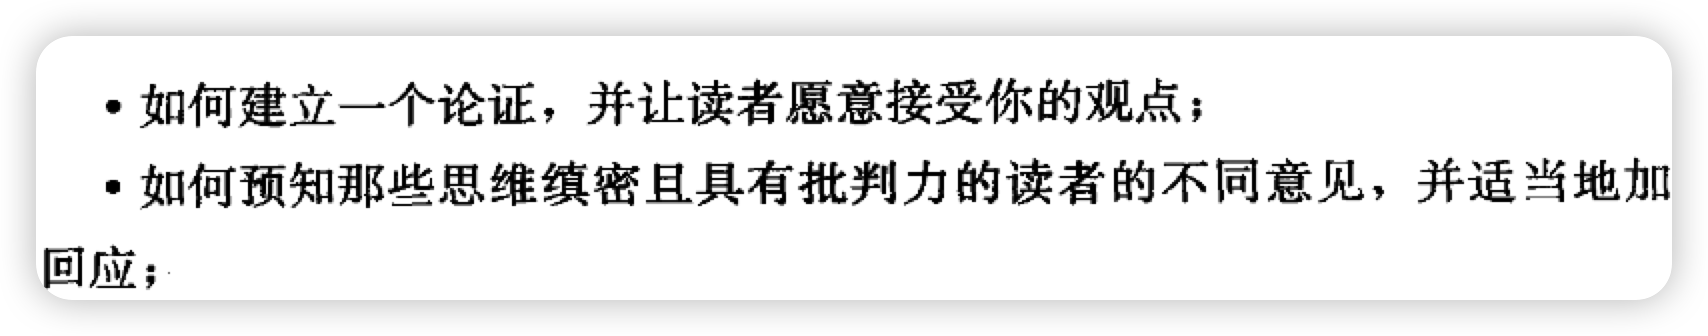 • 如何建立一个论证，并让读者愿意接受你的观点；
• 如何预知那些思维缜密且具有批判力的读者的不同意见，并适当地加
回应；